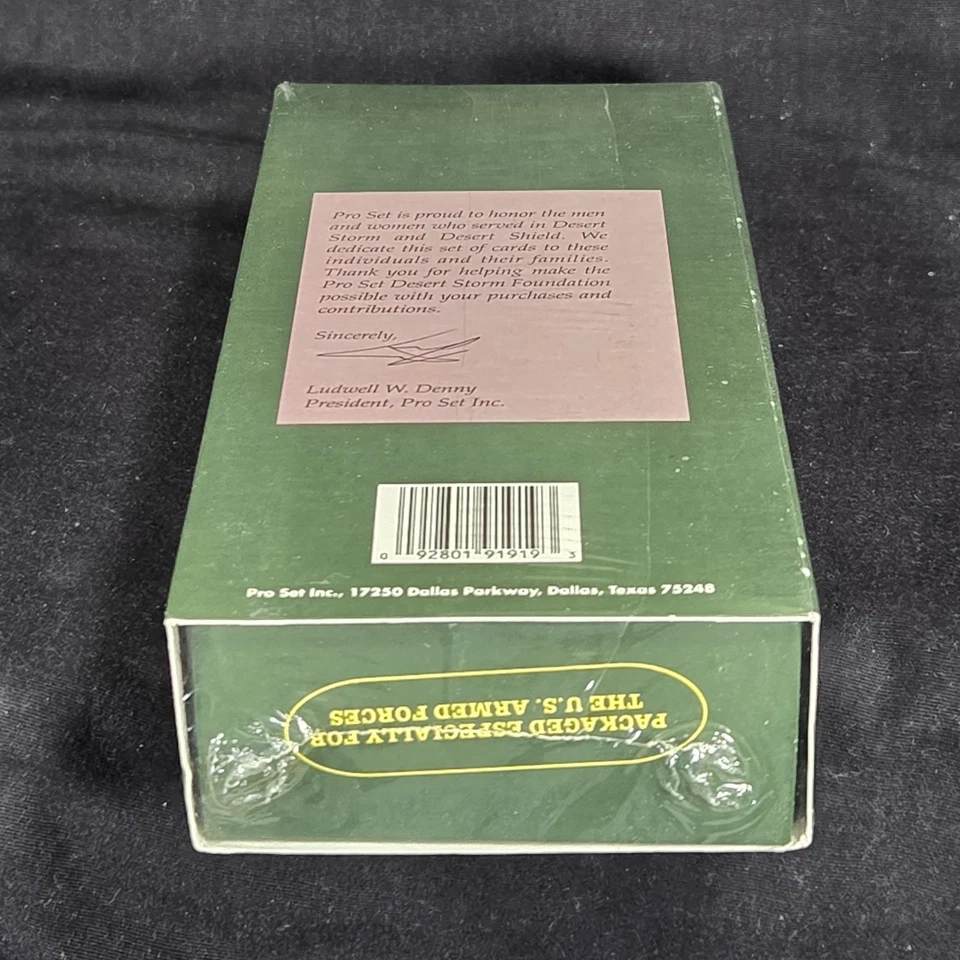 Pro Set is proud to honor the men
and women who served in Desert
Storm and Desert Shield. We
dedicate this set of cards to these
individuals and their families.
Thank you for helping make the
Pro Set Desert Storm Foundation
possible with your purchases and
contributions.
Sincerely,
Ludwell W. Denny
President, Pro Set Inc.
0 92801 91919 3
Pro Set Inc., 17250 Dallas Parkway, Dallas, Texas 75248
PACKAGED ESPECIALLY FOR
THE U.S. ARMED FORCES